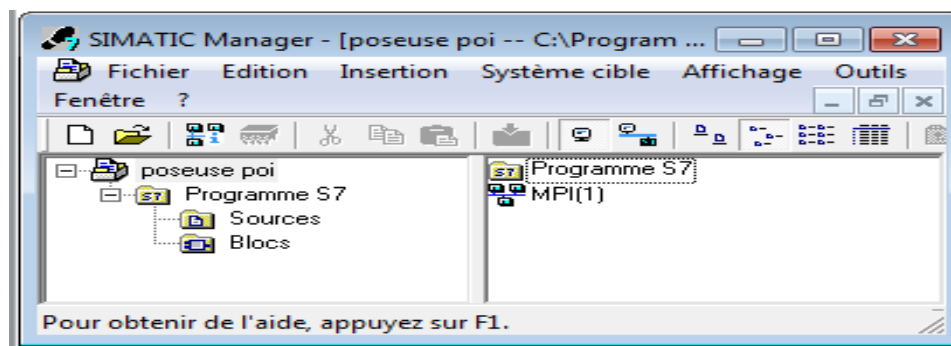 SIMATIC Manager - [poseuse poi -- C:\Program ...
Fichier Edition Insertion Système cible Affichage Outils
Fenêtre ?
poseuse poi
Programme S7
Sources
Blocs
Programme S7
MPI(1)
Pour obtenir de l'aide, appuyez sur F1.